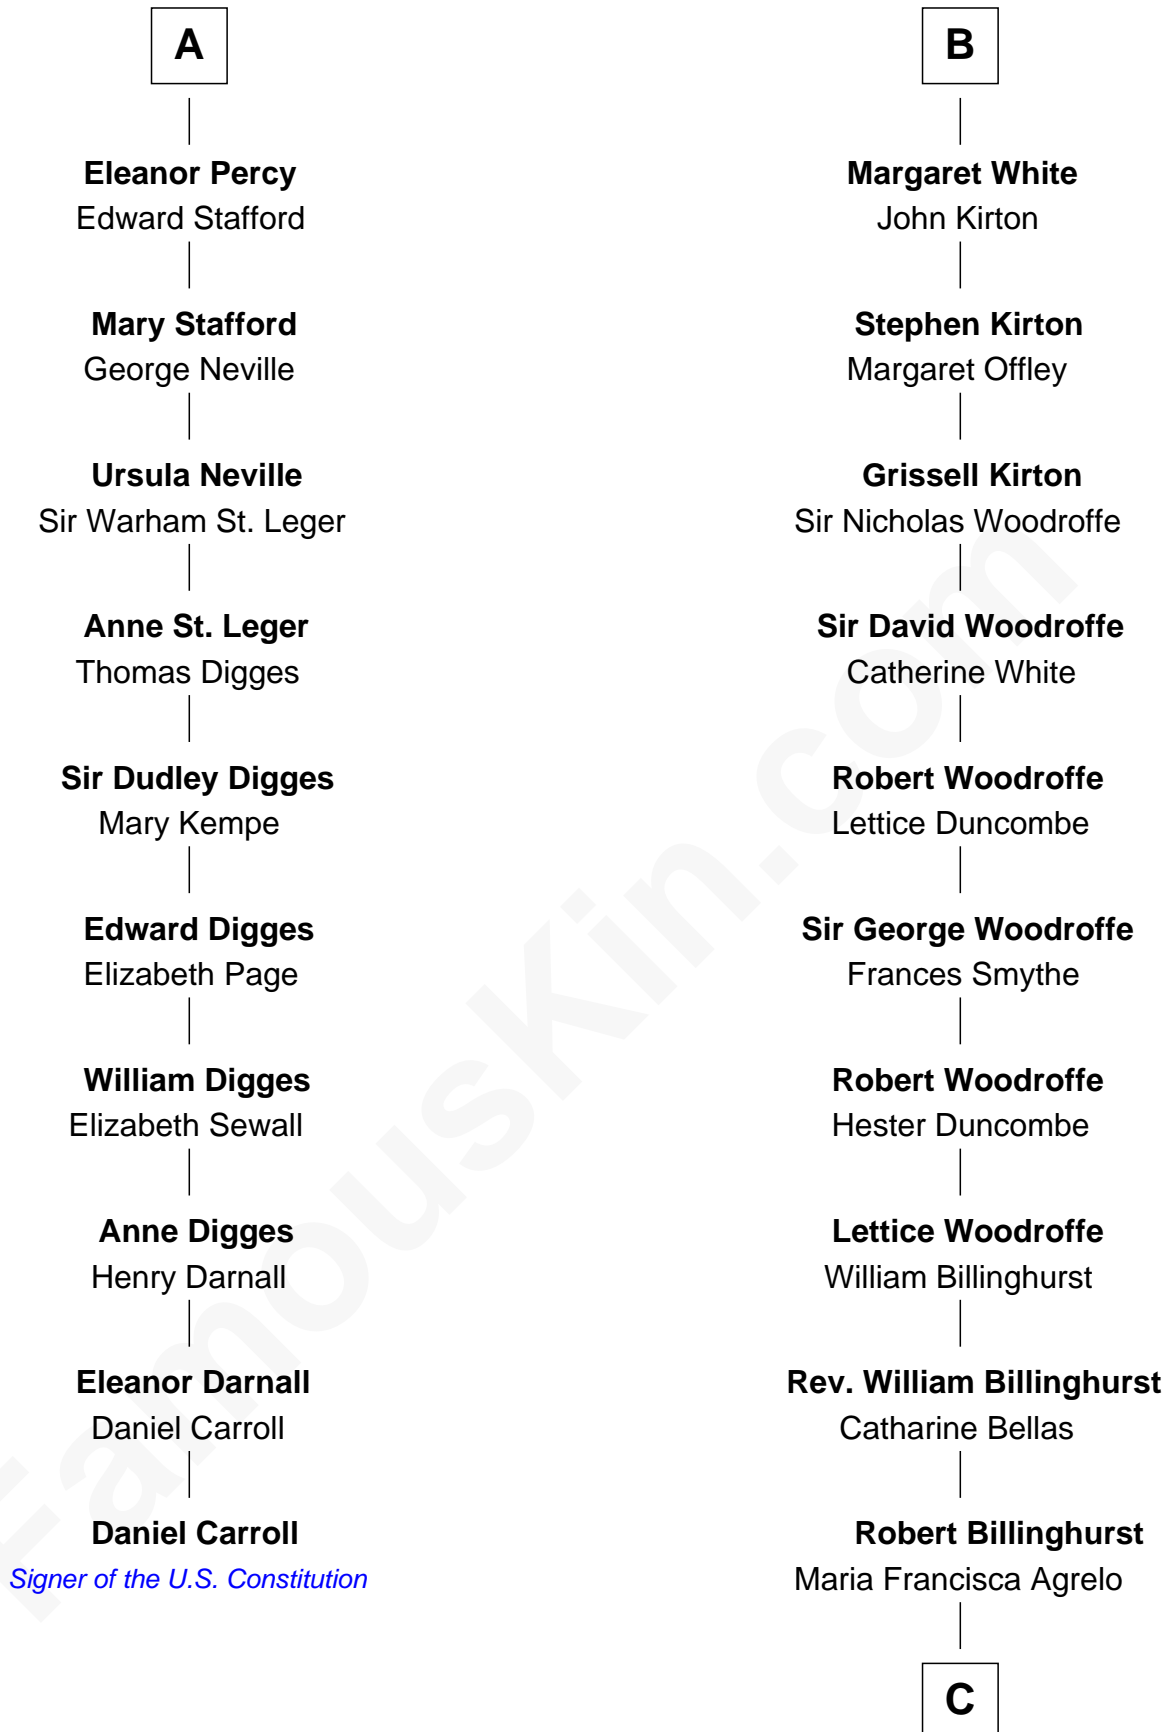 A
Eleanor Percy
Edward Stafford
Mary Stafford
George Neville
Ursula Neville
Sir Warham St. Leger
Anne St. Leger
Thomas Digges
Sir Dudley Digges
Mary Kempe
Edward Digges
Elizabeth Page
William Digges
Elizabeth Sewall
Anne Digges
Henry Darnall
Eleanor Darnall
Daniel Carroll
Daniel Carroll
Signer of the U.S. Constitution
B
Margaret White
John Kirton
Stephen Kirton
Margaret Offley
Grissell Kirton
Sir Nicholas Woodroffe
Sir David Woodroffe
Catherine White
Robert Woodroffe
Lettice Duncombe
Sir George Woodroffe
Frances Smythe
Robert Woodroffe
Hester Duncombe
Lettice Woodroffe
William Billinghurst
Rev. William Billinghurst
Catharine Bellas
Robert Billinghurst
Maria Francisca Agrelo
C
FamousKin.com